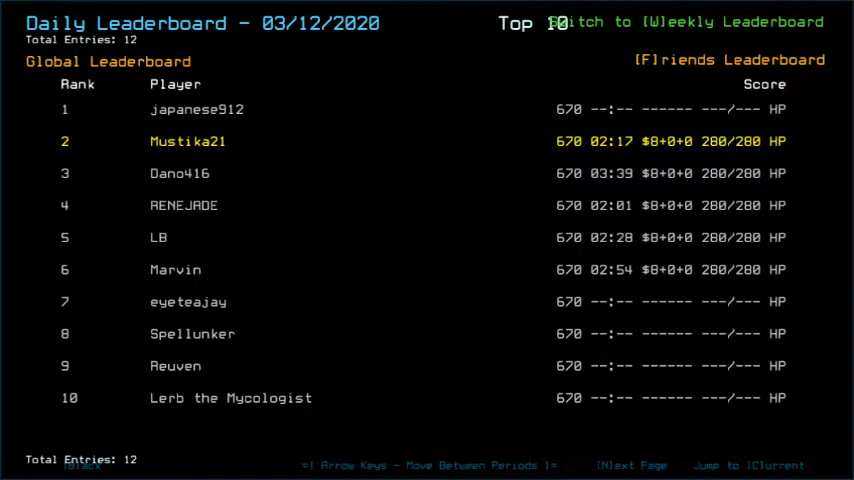 Daily Leaderboard - 03/12/2020
Top 10
Switch to [W]eekly Leaderboard
Total Entries: 12
Global Leaderboard
[F]riends Leaderboard
Rank Player Score
1 japanese912 670 --:-- ------ ---/--- HP
2 Mustika21 670 02:17 $8+0+0 280/280 HP
3 Dano416 670 03:39 $8+0+0 280/280 HP
4 RENEJADE 670 02:01 $8+0+0 280/280 HP
5 LB 670 02:28 $8+0+0 280/280 HP
6 Marvin 670 02:54 $8+0+0 280/280 HP
7 eyeteajay 670 --:-- ------ ---/--- HP
8 Spellunker 670 --:-- ------ ---/--- HP
9 Reuven 670 --:-- ------ ---/--- HP
10 Lerb the Mycologist 670 --:-- ------ ---/--- HP
Total Entries: 12
[B]ack =[ Arrow Keys - Move Between Periods ]= [N]ext Page Jump to [C]urrent